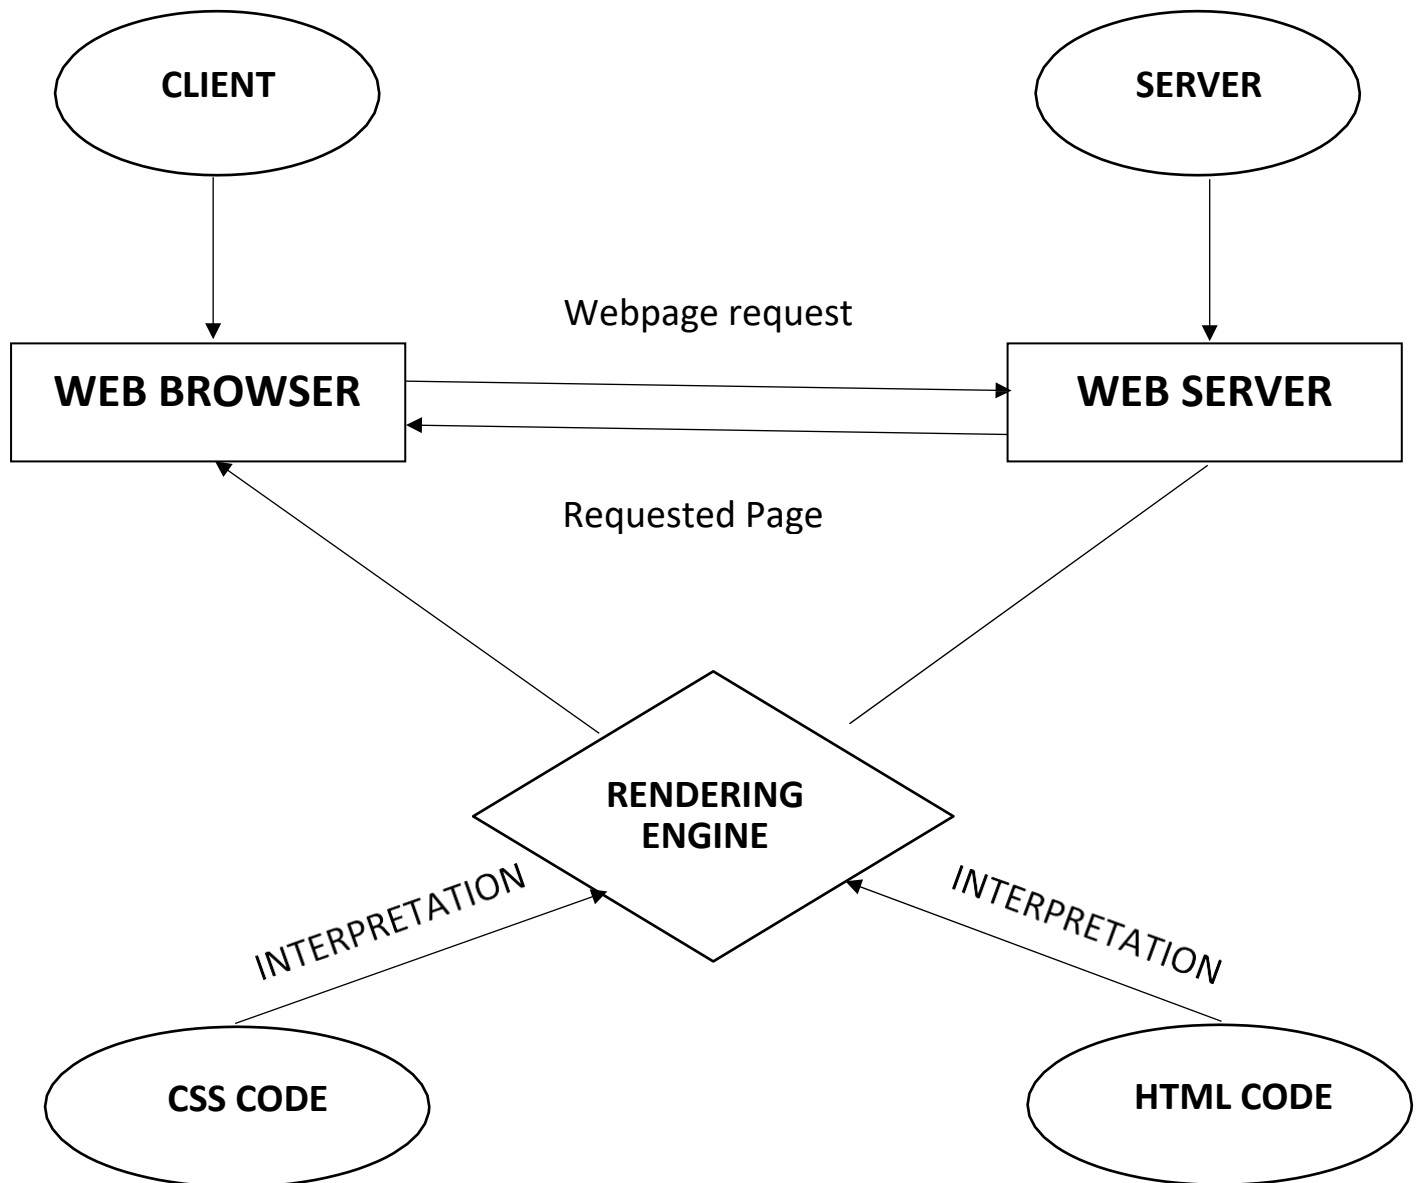 CLIENT
SERVER
Webpage request
WEB BROWSER
WEB SERVER
Requested Page
RENDERING
ENGINE
INTERPRETATION
INTERPRETATION
CSS CODE
HTML CODE